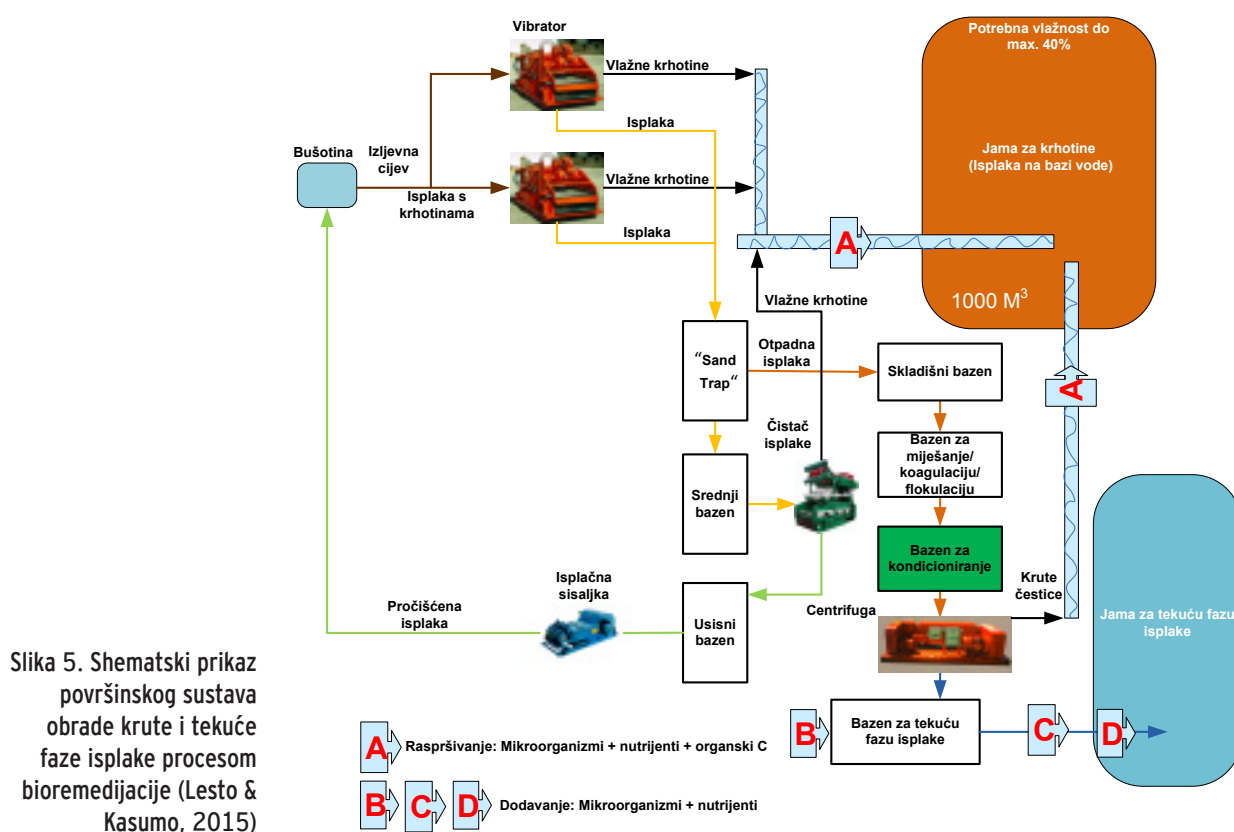 Vibrator
Potrebna vlažnost do
max. 40%
Vlažne krhotine
Isplaka
Bušotina
Izljevna
cijev
Isplaka s
krhotinama
Vlažne krhotine
Isplaka
Jama za krhotine
(Isplaka na bazi vode)
A
1000 M³
Vlažne krhotine
"Sand
Trap"
Otpadna
isplaka
Skladišni bazen
A
Čistač
isplake
Bazen za
miješanje/
koagulaciju/
flokulaciju
Srednji
bazen
Bazen za
kondicioniranje
Isplačna
sisaljka
Pročišćena
isplaka
Usisni
bazen
Centrifuga
Krute
čestice
Jama za tekuću fazu
isplake
B
Bazen za tekuću
fazu isplake
C
D
A
Raspršivanje: Mikroorganizmi + nutrijenti + organski C
B
C
D
Dodavanje: Mikroorganizmi + nutrijenti
Slika 5. Shematski prikaz
površinskog sustava
obrade krute i tekuće
faze isplake procesom
bioremedijacije (Lesto &
Kasumo, 2015)